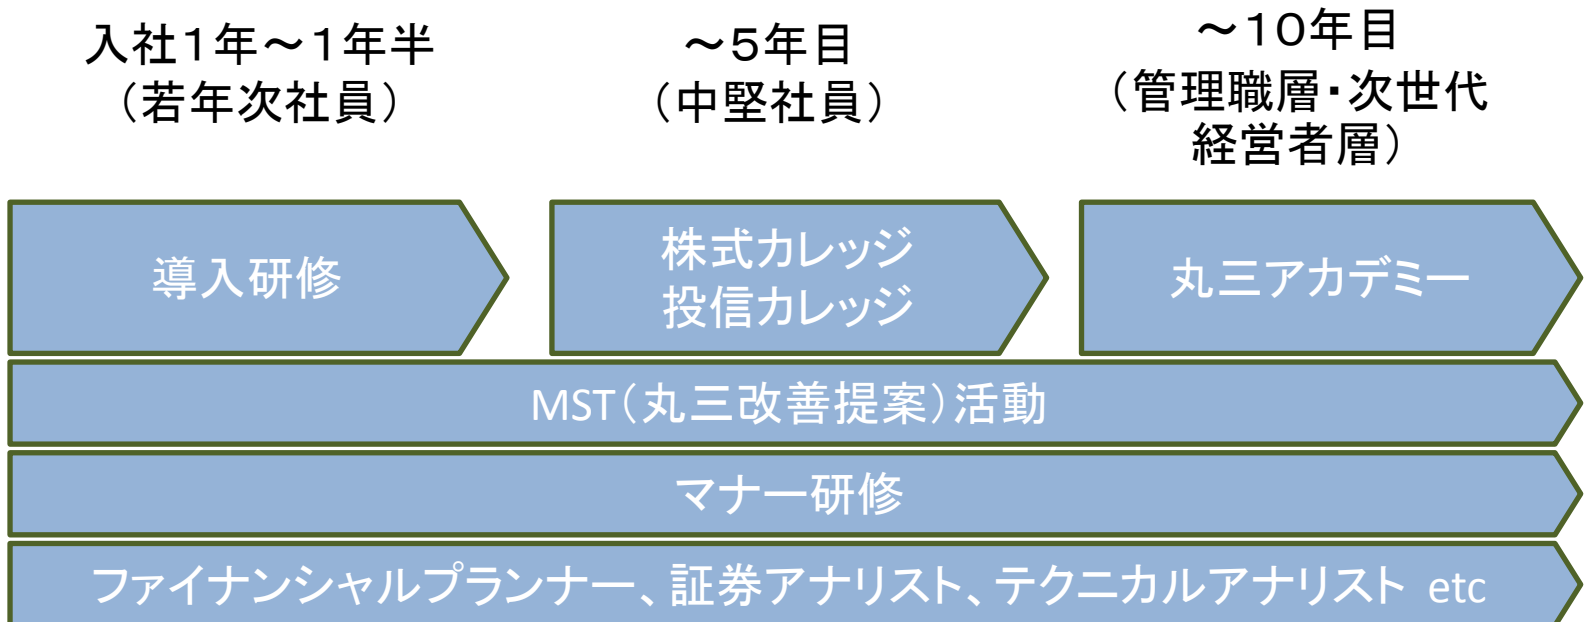 入社１年～１年半
（若年次社員）
～５年目
（中堅社員）
～１０年目
（管理職層・次世代
経営者層）
導入研修
株式カレッジ
投信カレッジ
丸三アカデミー
MST（丸三改善提案）活動
マナー研修
ファイナンシャルプランナー、証券アナリスト、テクニカルアナリスト etc